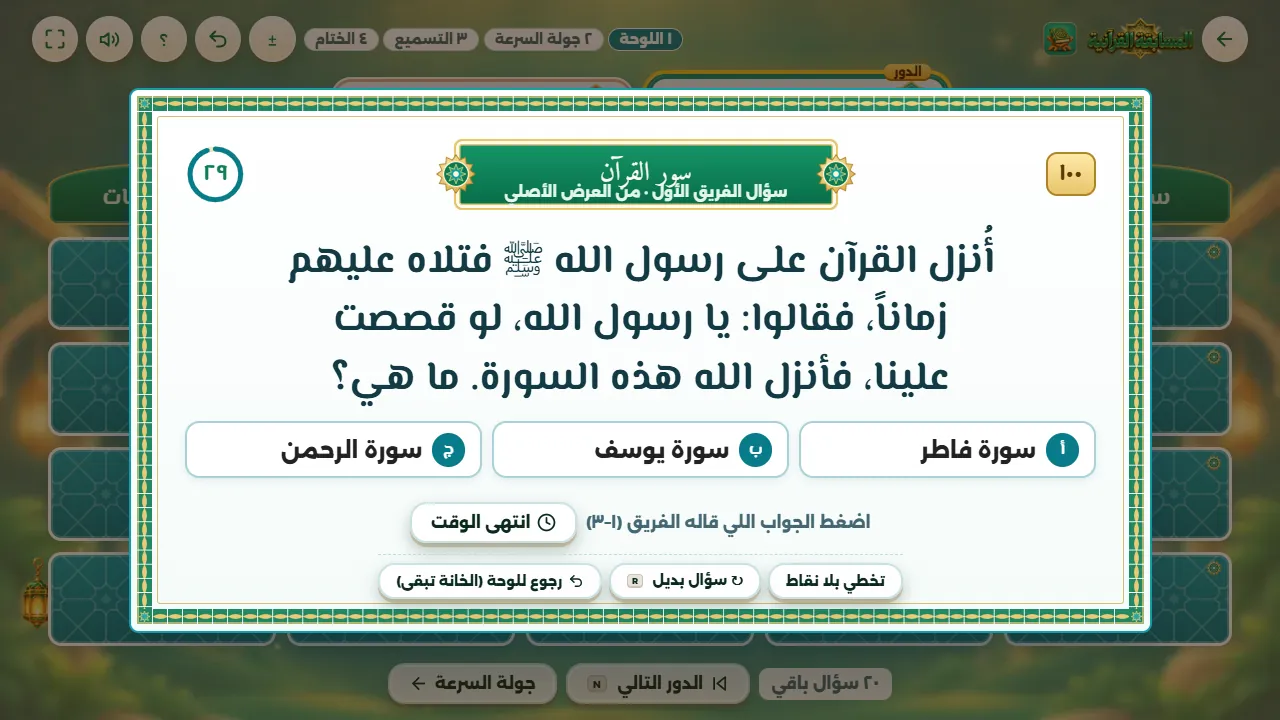 المسابقة القرآنية
١ اللوحة
٢ جولة السرعة
٣ التسميع
٤ الختام
±
؟
الدور
١٠٠
سور القرآن
سؤال الفريق الأول · من العرض الأصلي
٢٩
أُنزل القرآن على رسول الله ﷺ فتلاه عليهم
زماناً، فقالوا: يا رسول الله، لو قصصت
علينا، فأنزل الله هذه السورة. ما هي؟
أ سورة فاطر
ب سورة يوسف
ج سورة الرحمن
اضغط الجواب اللي قاله الفريق (١-٣)
انتهى الوقت
تخطي بلا نقاط
↻ سؤال بديل R
رجوع للوحة (الخانة تبقى)
٢٠ سؤال باقي
الدور التالي N
جولة السرعة ←